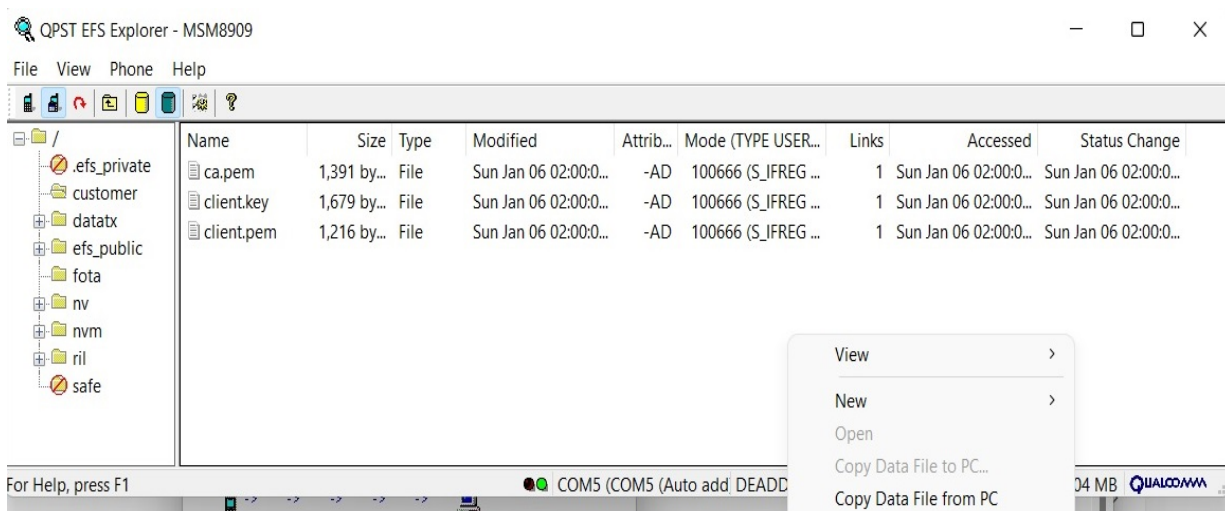 QPST EFS Explorer - MSM8909
File View Phone Help
/
.efs_private
customer
datatx
efs_public
fota
nv
nvm
ril
safe
Name Size Type Modified Attrib... Mode (TYPE USER... Links Accessed Status Change
ca.pem 1,391 by... File Sun Jan 06 02:00:0... -AD 100666 (S_IFREG ... 1 Sun Jan 06 02:00:0... Sun Jan 06 02:00:0...
client.key 1,679 by... File Sun Jan 06 02:00:0... -AD 100666 (S_IFREG ... 1 Sun Jan 06 02:00:0... Sun Jan 06 02:00:0...
client.pem 1,216 by... File Sun Jan 06 02:00:0... -AD 100666 (S_IFREG ... 1 Sun Jan 06 02:00:0... Sun Jan 06 02:00:0...
View
New
Open
Copy Data File to PC...
Copy Data File from PC
For Help, press F1 COM5 (COM5 (Auto add DEADD 04 MB QUALCOMM